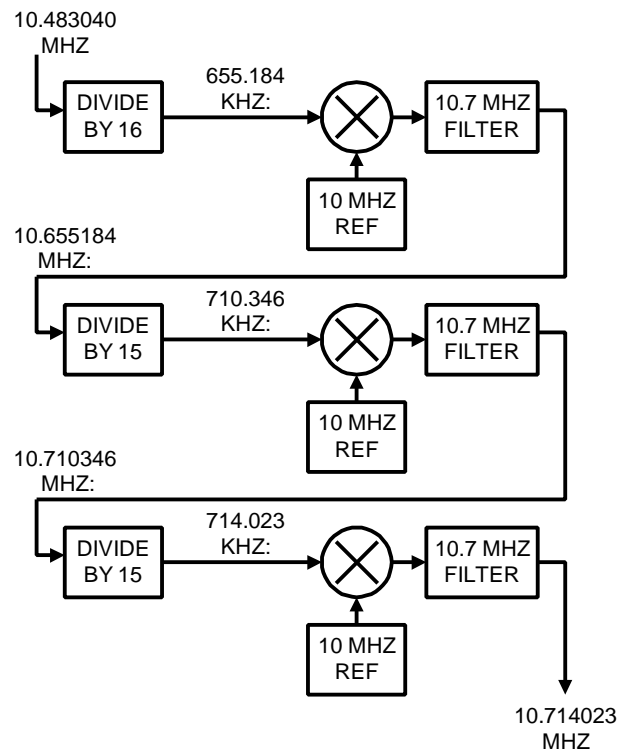 10.483040
MHZ
655.184
KHZ:
DIVIDE
BY 16
10.7 MHZ
FILTER
10 MHZ
REF
10.655184
MHZ:
710.346
KHZ:
DIVIDE
BY 15
10.7 MHZ
FILTER
10 MHZ
REF
10.710346
MHZ:
714.023
KHZ:
DIVIDE
BY 15
10.7 MHZ
FILTER
10 MHZ
REF
10.714023
MHZ